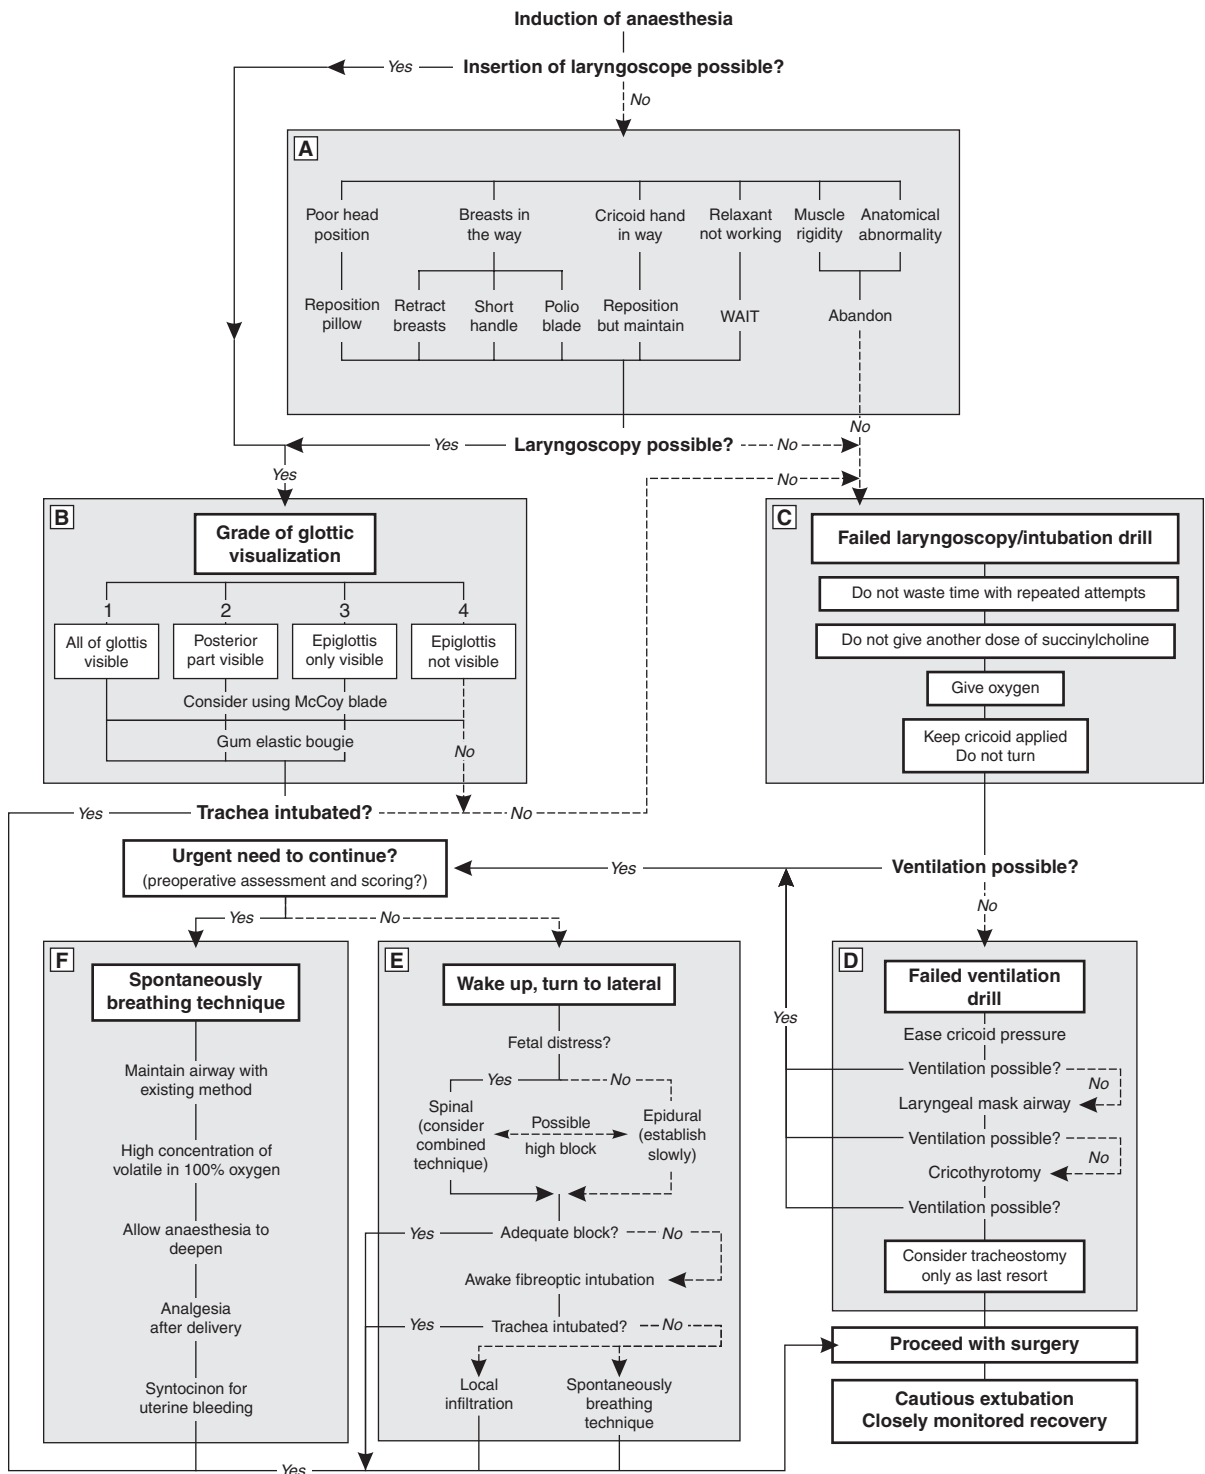 Induction of anaesthesia
Yes
Insertion of laryngoscope possible?
No
A
Poor head
position
Breasts in
the way
Cricoid hand
in way
Relaxant
not working
Muscle
rigidity
Anatomical
abnormality
Reposition
pillow
Retract
breasts
Short
handle
Polio
blade
Reposition
but maintain
WAIT
Abandon
No
Yes
Laryngoscopy possible?
No
Yes
No
B
Grade of glottic
visualization
1
2
3
4
All of glottis
visible
Posterior
part visible
Epiglottis
only visible
Epiglottis
not visible
Consider using McCoy blade
Gum elastic bougie
No
C
Failed laryngoscopy/intubation drill
Do not waste time with repeated attempts
Do not give another dose of succinylcholine
Give oxygen
Keep cricoid applied
Do not turn
Yes
Trachea intubated?
No
Urgent need to continue?
(preoperative assessment and scoring?)
Yes
Ventilation possible?
No
Yes
No
F
Spontaneously
breathing technique
Maintain airway with
existing method
High concentration of
volatile in 100% oxygen
Allow anaesthesia to
deepen
Analgesia
after delivery
Syntocinon for
uterine bleeding
E
Wake up, turn to lateral
Fetal distress?
Yes
No
Spinal
(consider
combined
technique)
Possible
high block
Epidural
(establish
slowly)
Yes
Adequate block?
No
Awake fibreoptic intubation
Yes
Trachea intubated?
No
Local
infiltration
Spontaneously
breathing
technique
D
Failed ventilation
drill
Ease cricoid pressure
Yes
Ventilation possible?
No
Laryngeal mask airway
Ventilation possible?
No
Cricothyrotomy
Ventilation possible?
Consider tracheostomy
only as last resort
Proceed with surgery
Cautious extubation
Closely monitored recovery
Yes